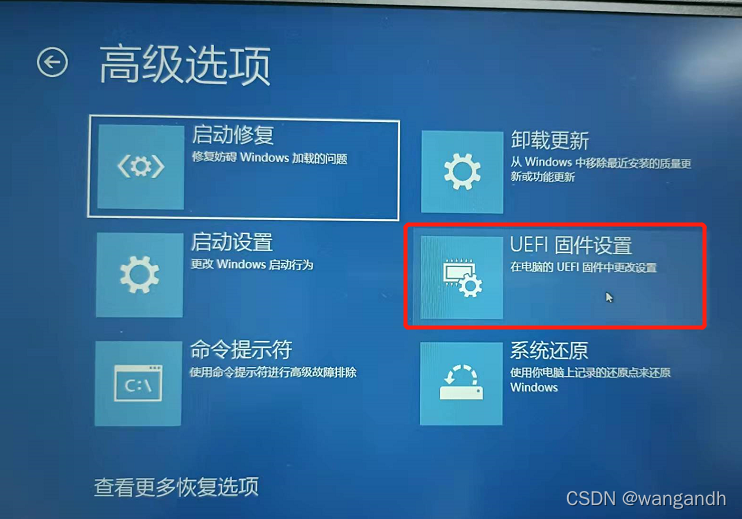 高级选项
启动修复
修复妨碍 Windows 加载的问题
卸载更新
从 Windows 中移除最近安装的质量更
新或功能更新
启动设置
更改 Windows 启动行为
UEFI 固件设置
在电脑的 UEFI 固件中更改设置
命令提示符
使用命令提示符进行高级故障排除
C:\
系统还原
使用你电脑上记录的还原点来还原
Windows
查看更多恢复选项
CSDN @wangandh